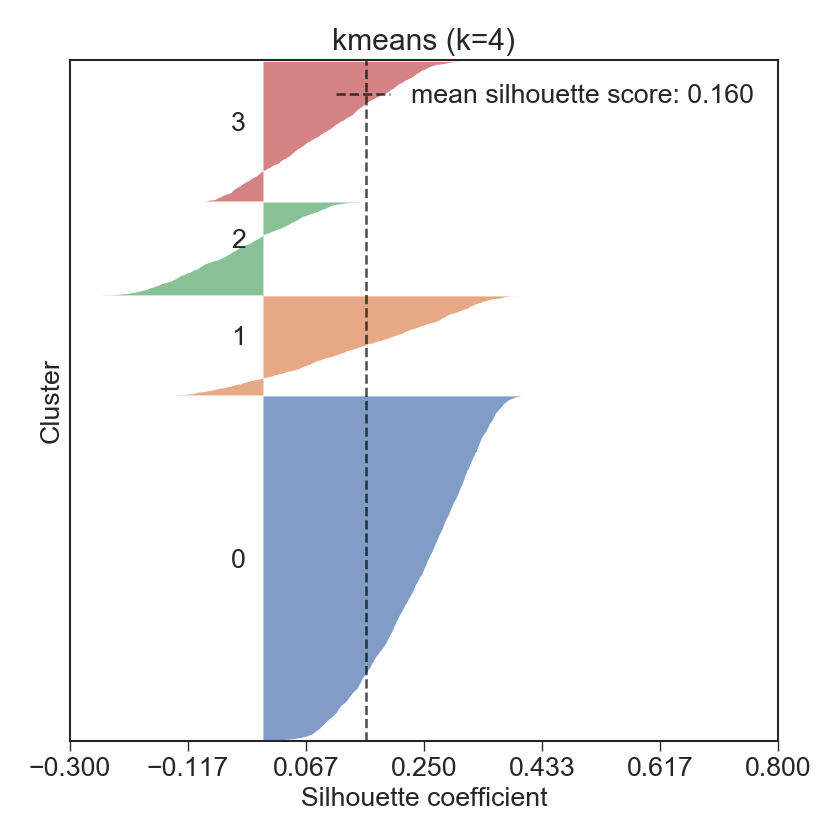 kmeans (k=4)
mean silhouette score: 0.160
3
2
1
0
Cluster
−0.300 −0.117 0.067 0.250 0.433 0.617 0.800
Silhouette coefficient